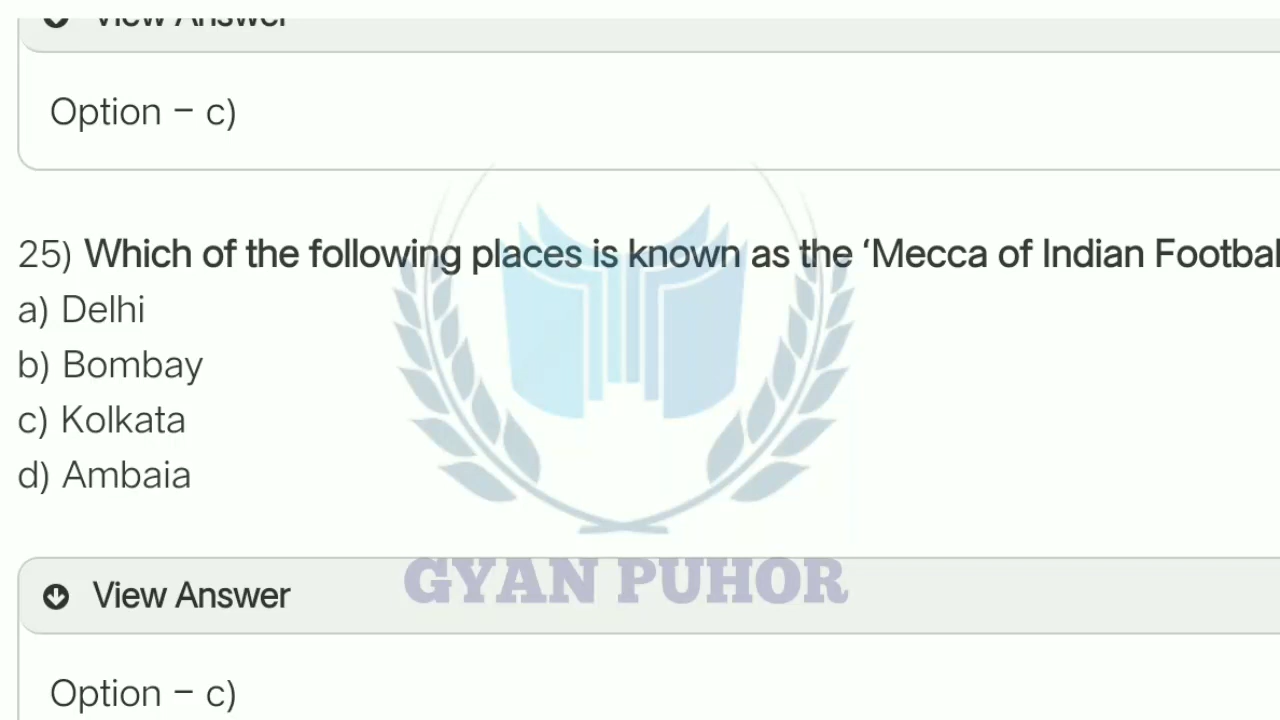 View Answer
Option – c)
25) Which of the following places is known as the ‘Mecca of Indian Footbal
a) Delhi
b) Bombay
c) Kolkata
d) Ambaia
GYAN PUHOR
View Answer
Option – c)